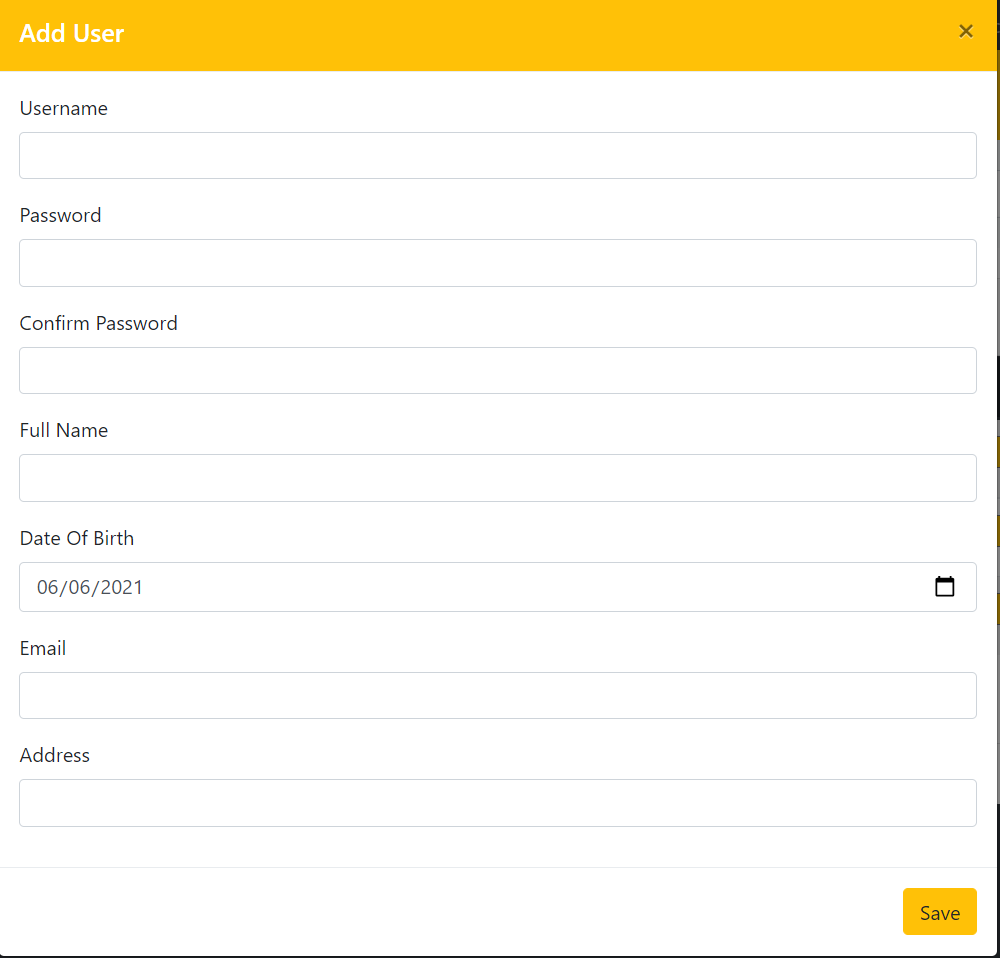 Add User ×
Username
Password
Confirm Password
Full Name
Date Of Birth
06/06/2021
Email
Address
Save